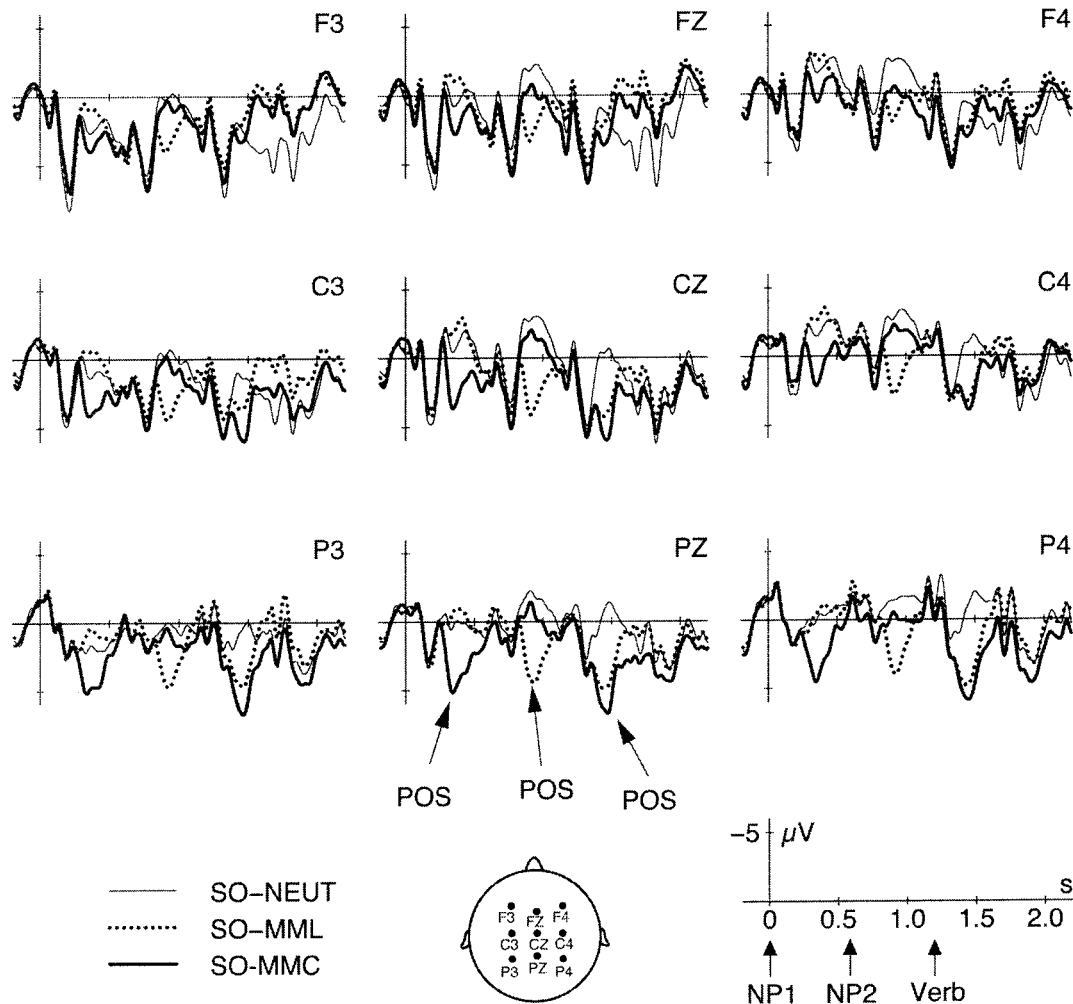 F3
FZ
F4
C3
CZ
C4
P3
PZ
P4
POS
POS
POS
−5 μV
s
0 0.5 1.0 2.0
NP1 NP2 Verb
SO−NEUT
SO−MML
SO-MMC
F3 FZ F4
C3 CZ C4
P3 PZ P4